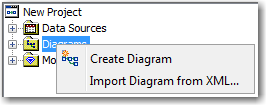 New Project
Data Sources
Diagrams
Mo
Create Diagram
Import Diagram from XML...